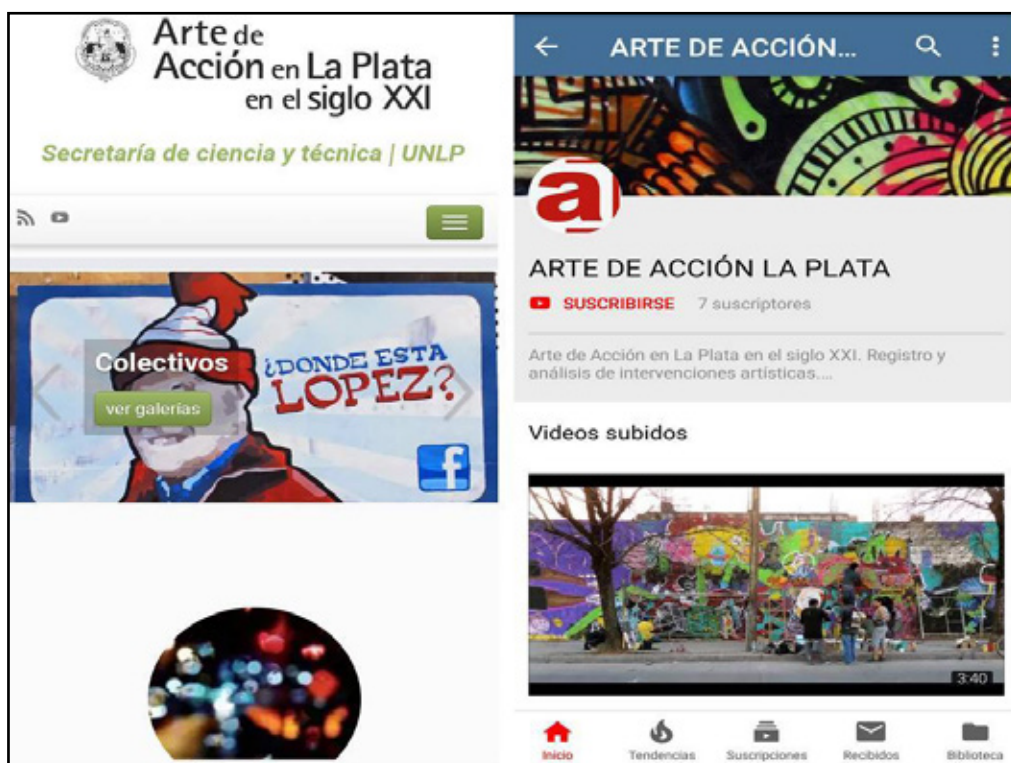 Arte de
Acción en La Plata
en el siglo XXI
Secretaría de ciencia y técnica | UNLP
Colectivos
ver galerías
¿DONDE ESTA
LOPEZ?
f
ARTE DE ACCIÓN...
a
ARTE DE ACCIÓN LA PLATA
SUSCRIBIRSE 7 suscriptores
Arte de Acción en La Plata en el siglo XXI. Registro y
análisis de intervenciones artísticas....
Videos subidos
3:40
Inicio Tendencias Suscripciones Recibidos Biblioteca